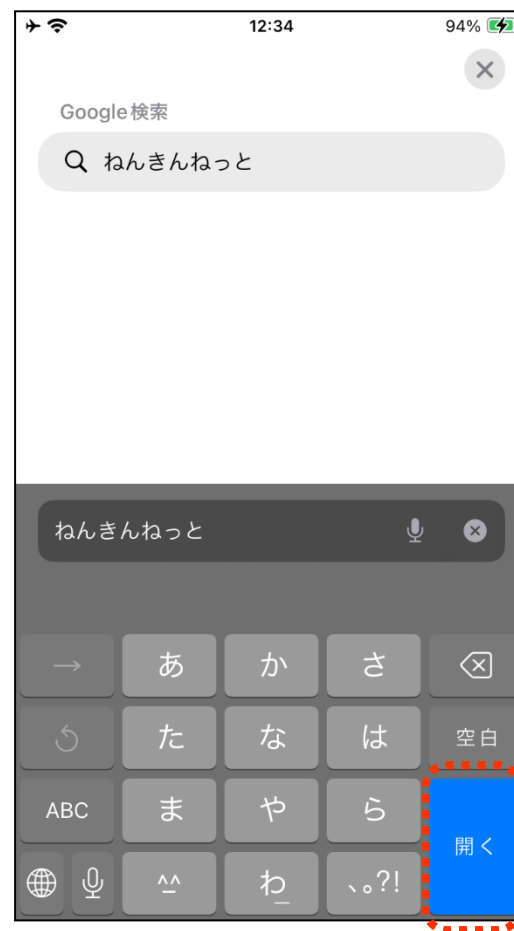 12:34 94%
Google検索
ねんきんねっと
ねんきんねっと
→ あ か さ
た な は 空白
ABC ま や ら 開く
^^ わ_ 、。?!